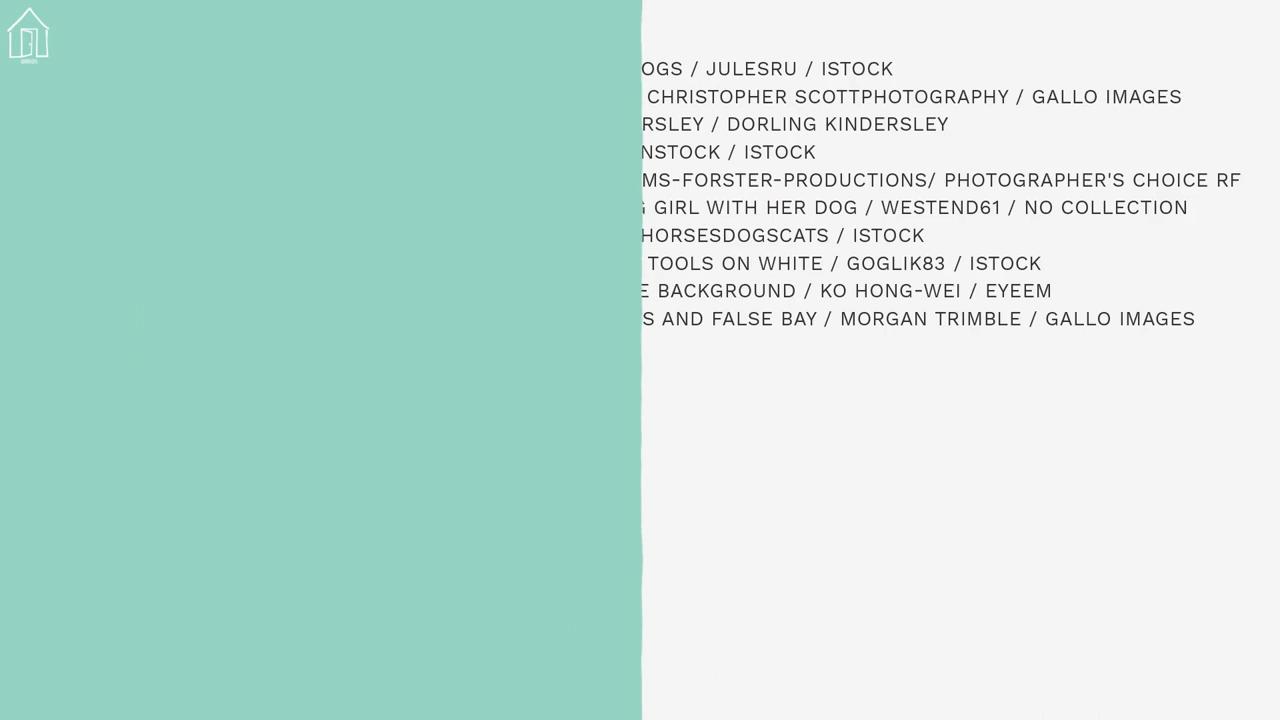 OGS / JULESRU / ISTOCK
CHRISTOPHER SCOTTPHOTOGRAPHY / GALLO IMAGES
RSLEY / DORLING KINDERSLEY
NSTOCK / ISTOCK
MS-FORSTER-PRODUCTIONS/ PHOTOGRAPHER'S CHOICE RF
GIRL WITH HER DOG / WESTEND61 / NO COLLECTION
HORSESDOGSCATS / ISTOCK
TOOLS ON WHITE / GOGLIK83 / ISTOCK
E BACKGROUND / KO HONG-WEI / EYEEM
S AND FALSE BAY / MORGAN TRIMBLE / GALLO IMAGES